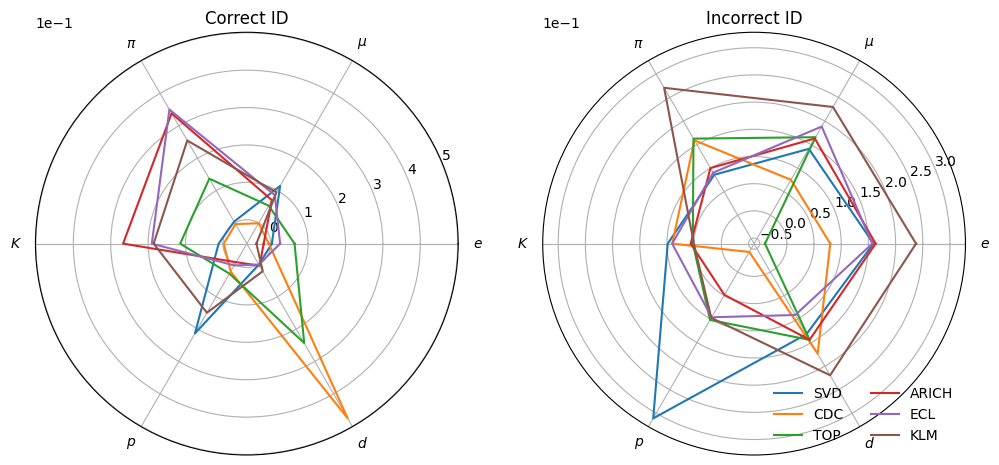 Correct ID
1e−1
π
μ
K
e
p
d
0
1
2
3
4
5
Incorrect ID
1e−1
π
μ
K
e
p
d
−0.5
0.0
0.5
1.0
1.5
2.0
2.5
3.0
SVD
CDC
TOP
ARICH
ECL
KLM